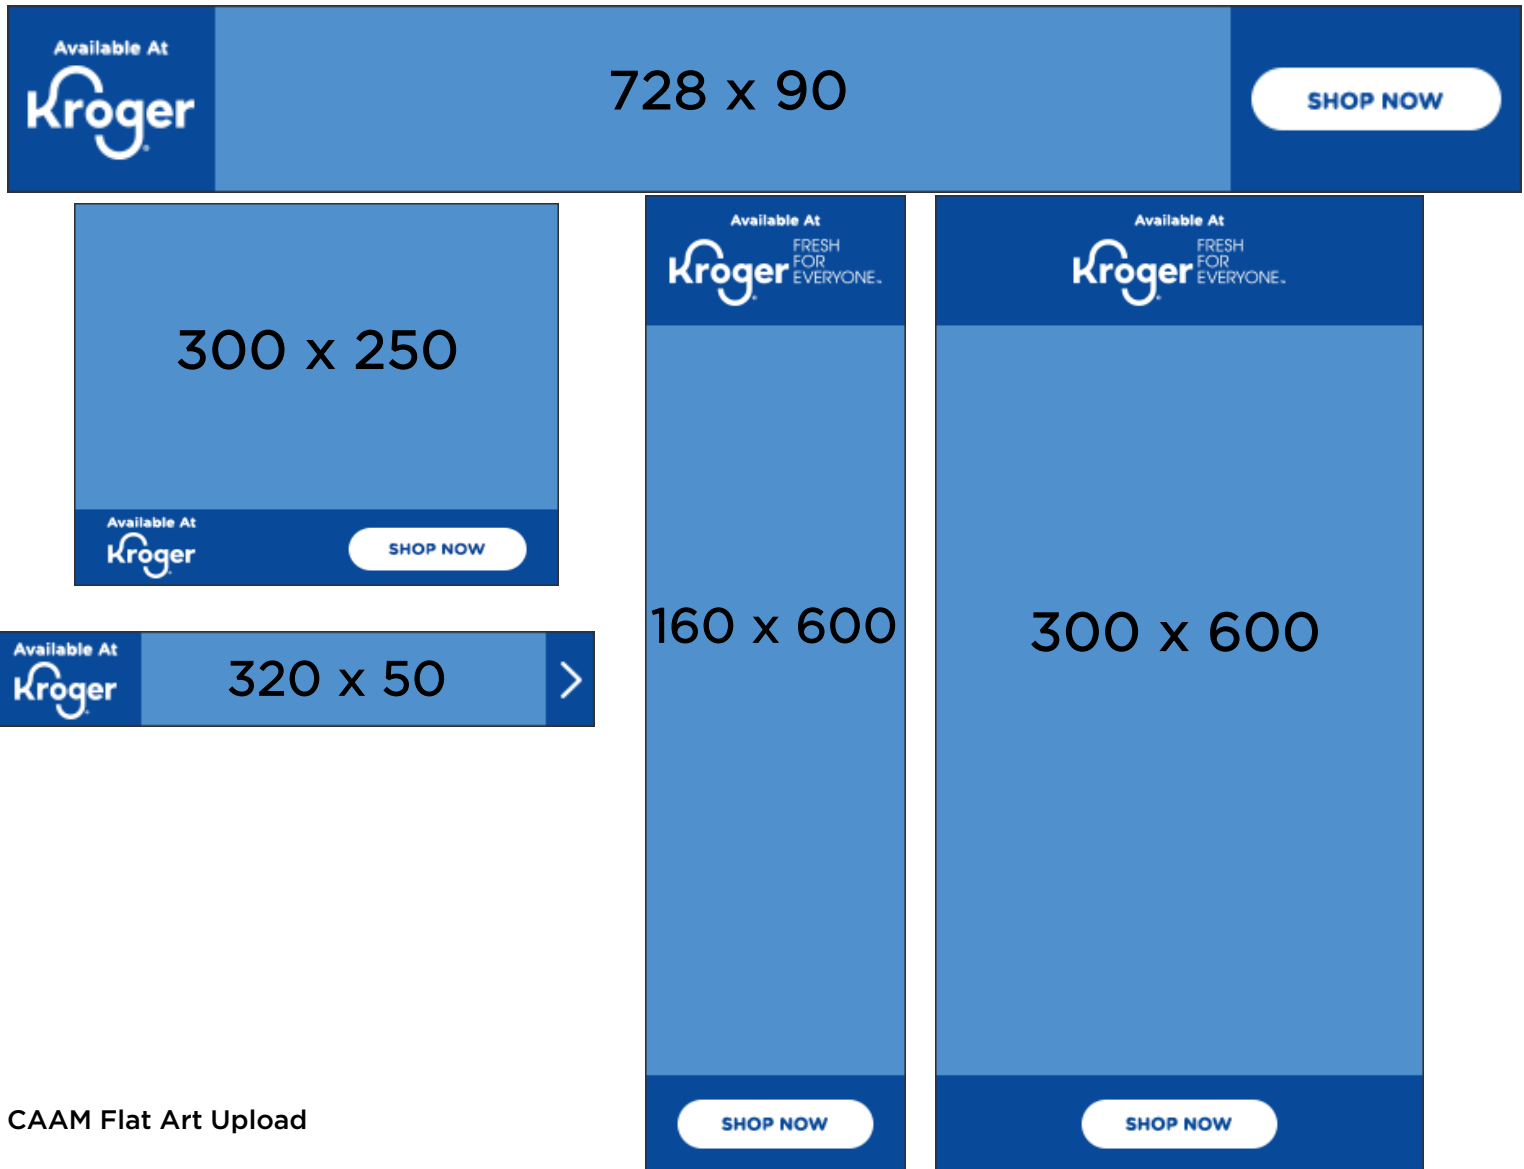 Available At
Kroger
728 x 90
SHOP NOW
300 x 250
Available At
Kroger
SHOP NOW
Available At
Kroger
320 x 50
Available At
Kroger
FRESH
FOR
EVERYONE™
160 x 600
SHOP NOW
Available At
Kroger
FRESH
FOR
EVERYONE™
300 x 600
SHOP NOW
CAAM Flat Art Upload